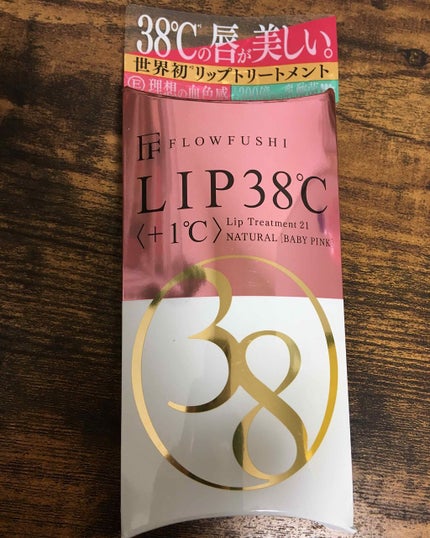 38℃の唇が美しい。
世界初リップトリートメント
Ⓔ理想の血色感
FLOWFUSHI
LIP38℃
〈+1℃〉 Lip Treatment 21
NATURAL [BABY PINK]
38